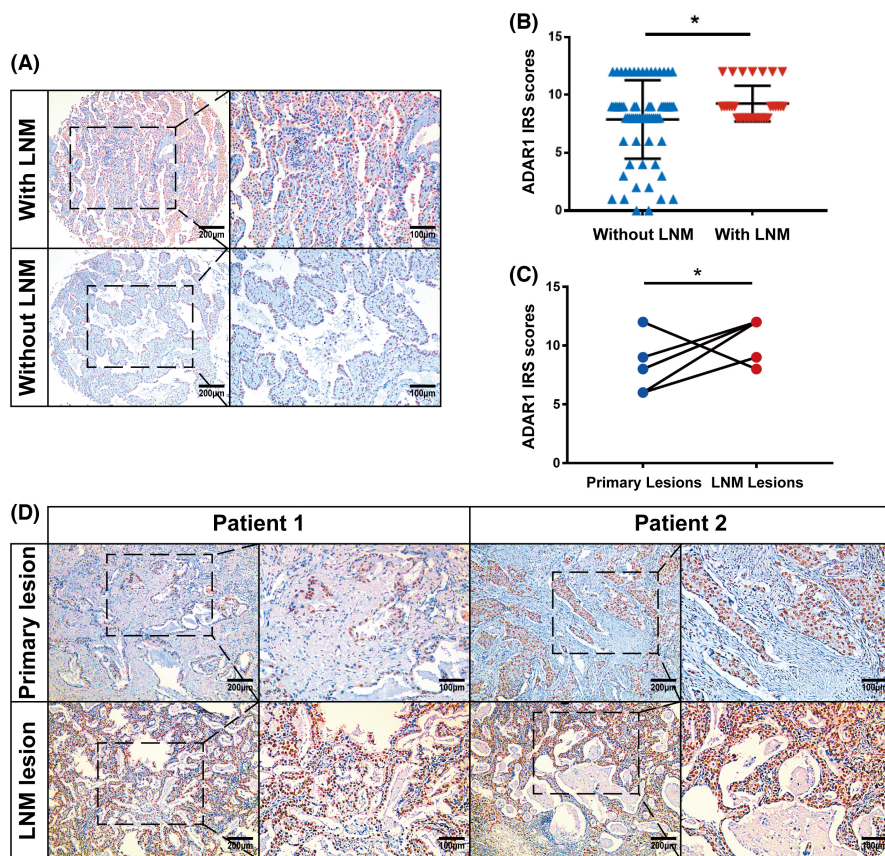 (A)
With LNM
200μm
100μm
Without LNM
200μm
100μm
(B)
*
ADAR1 IRS scores
15
10
5
0
Without LNM
With LNM
(C)
*
ADAR1 IRS scores
15
10
5
0
Primary Lesions
LNM Lesions
(D)
Patient 1
Patient 2
Primary lesion
200μm
100μm
200μm
100μm
LNM lesion
200μm
100μm
200μm
100μm